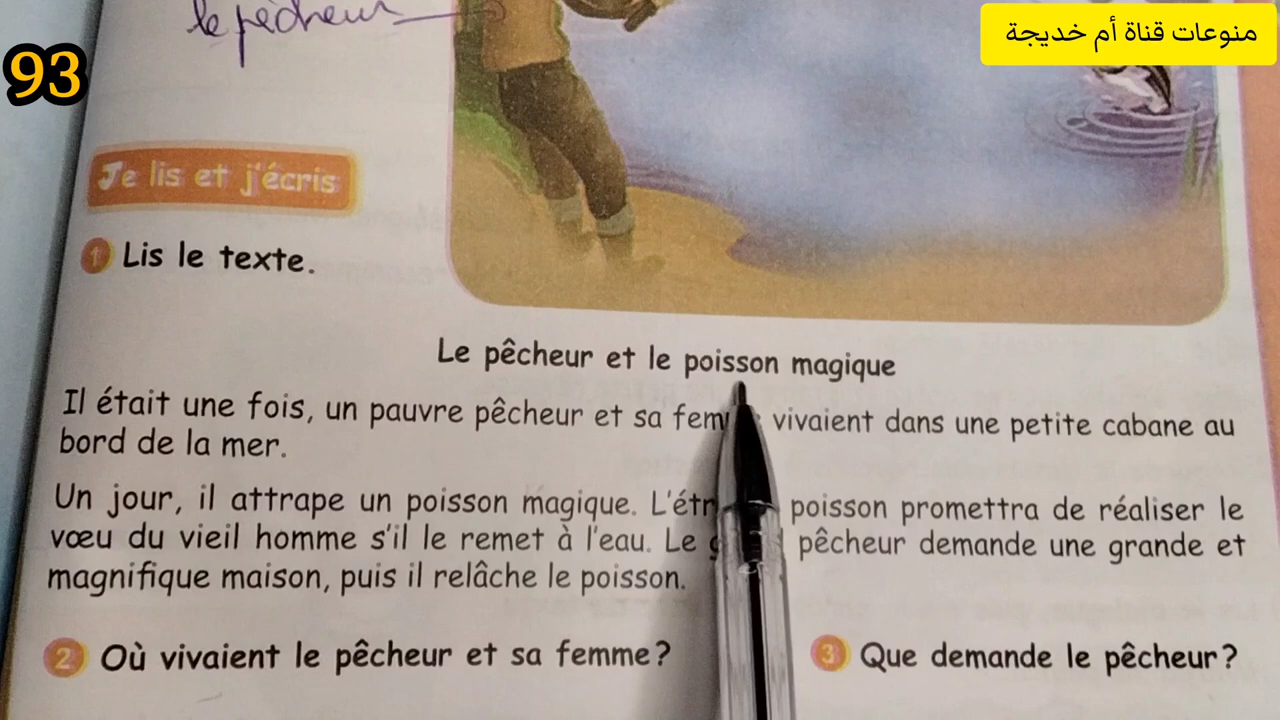 le pêcheur
منوعات قناة أم خديجة
93
Je lis et j'écris
1 Lis le texte.
Le pêcheur et le poisson magique
Il était une fois, un pauvre pêcheur et sa fem vivaient dans une petite cabane au
bord de la mer.
Un jour, il attrape un poisson magique. L'étr poisson promettra de réaliser le
vœu du vieil homme s'il le remet à l'eau. Le pêcheur demande une grande et
magnifique maison, puis il relâche le poisson.
2 Où vivaient le pêcheur et sa femme ?
3 Que demande le pêcheur ?